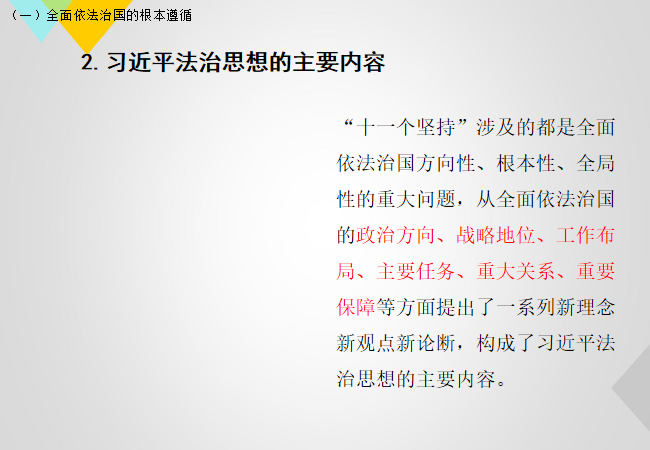 （一）全面依法治国的根本遵循
2. 习近平法治思想的主要内容
“十一个坚持”涉及的都是全面
依法治国方向性、根本性、全局
性的重大问题，从全面依法治国
的政治方向、战略地位、工作布
局、主要任务、重大关系、重要
保障等方面提出了一系列新理念
新观点新论断，构成了习近平法
治思想的主要内容。